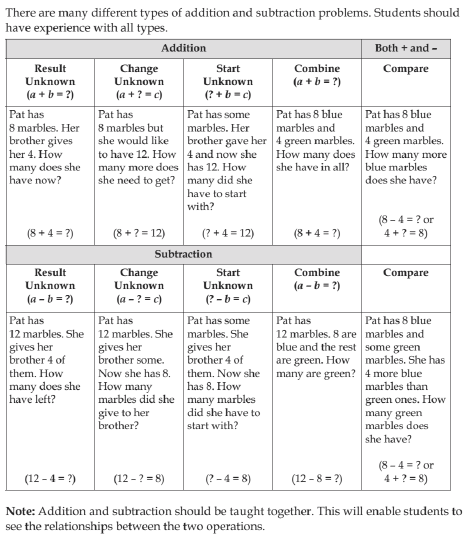 There are many different types of addition and subtraction problems. Students should
have experience with all types.
Addition
Both + and –
Result
Unknown
(a + b = ?)
Change
Unknown
(a + ? = c)
Start
Unknown
(? + b = c)
Combine
(a + b = ?)
Compare
Pat has
8 marbles. Her
brother gives
her 4. How
many does she
have now?
(8 + 4 = ?)
Pat has
8 marbles but
she would like
to have 12. How
many more does
she need to get?
(8 + ? = 12)
Pat has some
marbles. Her
brother gave her
4 and now she
has 12. How
many did she
have to start
with?
(? + 4 = 12)
Pat has 8 blue
marbles and
4 green marbles.
How many does
she have in all?
(8 + 4 = ?)
Pat has 8 blue
marbles and
4 green marbles.
How many more
blue marbles
does she have?
(8 – 4 = ? or
4 + ? = 8)
Subtraction
Result
Unknown
(a – b = ?)
Change
Unknown
(a – ? = c)
Start
Unknown
(? – b = c)
Combine
(a – b = ?)
Compare
Pat has
12 marbles. She
gives her
brother 4 of
them. How
many does she
have left?
(12 – 4 = ?)
Pat has
12 marbles. She
gives her
brother some.
Now she has 8.
How many
marbles did she
give to her
brother?
(12 – ? = 8)
Pat has some
marbles. She
gives her
brother 4 of
them. Now she
has 8. How
many marbles
did she have to
start with?
(? – 4 = 8)
Pat has
12 marbles. 8 are
blue and the rest
are green. How
many are green?
(12 – 8 = ?)
Pat has 8 blue
marbles and
some green
marbles. She has
4 more blue
marbles than
green ones. How
many green
marbles does
she have?
(8 – 4 = ? or
4 + ? = 8)
Note: Addition and subtraction should be taught together. This will enable students to
see the relationships between the two operations.